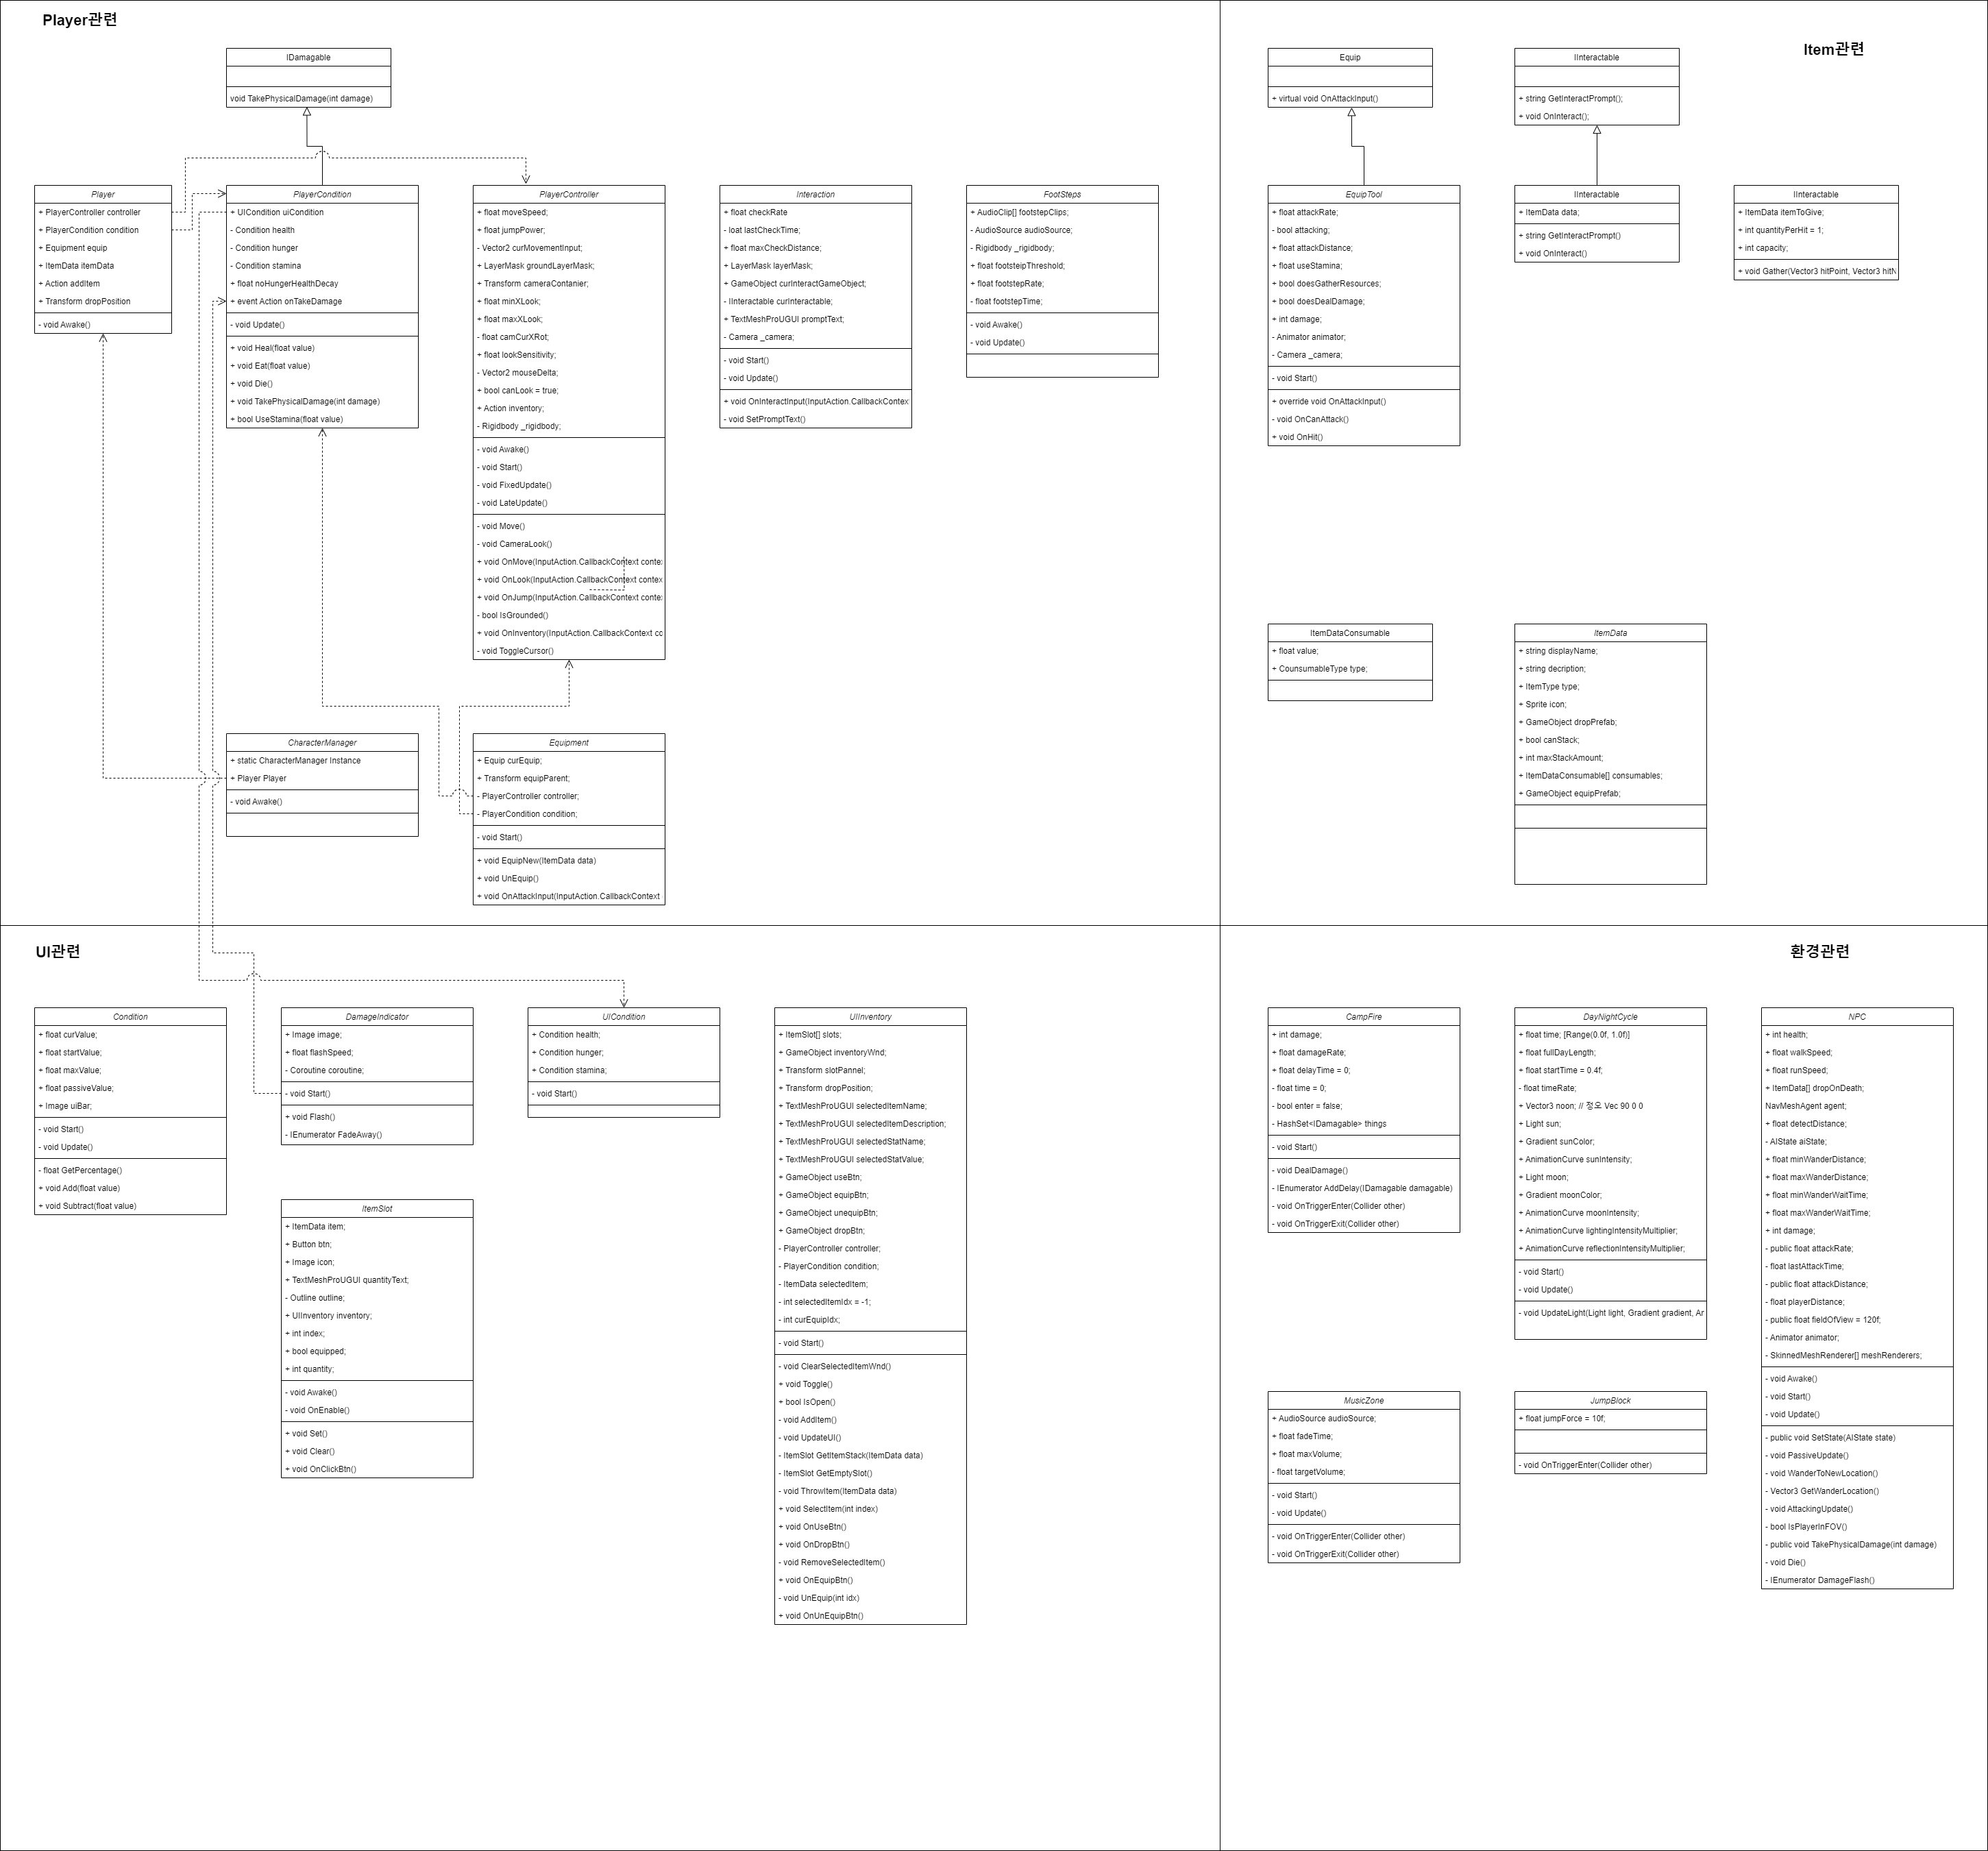 Player관련
IDamagable
void TakePhysicalDamage(int damage)
Player
+ PlayerController controller
+ PlayerCondition condition
+ Equipment equip
+ ItemData itemData
+ Action addItem
+ Transform dropPosition
- void Awake()
PlayerCondition
+ UICondition uiCondition
- Condition health
- Condition hunger
- Condition stamina
+ float noHungerHealthDecay
+ event Action onTakeDamage
- void Update()
+ void Heal(float value)
+ void Eat(float value)
+ void Die()
+ void TakePhysicalDamage(int damage)
+ bool UseStamina(float value)
PlayerController
+ float moveSpeed;
+ float jumpPower;
- Vector2 curMovementInput;
+ LayerMask groundLayerMask;
+ Transform cameraContanier;
+ float minXLook;
+ float maxXLook;
- float camCurXRot;
+ float lookSensitivity;
- Vector2 mouseDelta;
+ bool canLook = true;
+ Action inventory;
- Rigidbody _rigidbody;
- void Awake()
- void Start()
- void FixedUpdate()
- void LateUpdate()
- void Move()
- void CameraLook()
+ void OnMove(InputAction.CallbackContext conte
+ void OnLook(InputAction.CallbackContext contex
+ void OnJump(InputAction.CallbackContext conte
- bool IsGrounded()
+ void OnInventory(InputAction.CallbackContext co
- void ToggleCursor()
Interaction
+ float checkRate
- loat lastCheckTime;
+ float maxCheckDistance;
+ LayerMask layerMask;
+ GameObject curInteractGameObject;
- IInteractable curInteractable;
+ TextMeshProUGUI promptText;
- Camera _camera;
- void Start()
- void Update()
+ void OnInteractInput(InputAction.CallbackContex
- void SetPromptText()
FootSteps
+ AudioClip[] footstepClips;
- AudioSource audioSource;
- Rigidbody _rigidbody;
+ float footsteipThreshold;
+ float footstepRate;
- float footstepTime;
- void Awake()
- void Update()
CharacterManager
+ static CharacterManager Instance
+ Player Player
- void Awake()
Equipment
+ Equip curEquip;
+ Transform equipParent;
- PlayerController controller;
- PlayerCondition condition;
- void Start()
+ void EquipNew(ItemData data)
+ void UnEquip()
+ void OnAttackInput(InputAction.CallbackContext
Item관련
Equip
+ virtual void OnAttackInput()
IInteractable
+ string GetInteractPrompt();
+ void OnInteract();
EquipTool
+ float attackRate;
- bool attacking;
+ float attackDistance;
+ float useStamina;
+ bool doesGatherResources;
+ bool doesDealDamage;
+ int damage;
- Animator animator;
- Camera _camera;
- void Start()
+ override void OnAttackInput()
- void OnCanAttack()
+ void OnHit()
IInteractable
+ ItemData data;
+ string GetInteractPrompt()
+ void OnInteract()
IInteractable
+ ItemData itemToGive;
+ int quantityPerHit = 1;
+ int capacity;
+ void Gather(Vector3 hitPoint, Vector3 hitN
ItemDataConsumable
+ float value;
+ CounsumableType type;
ItemData
+ string displayName;
+ string decription;
+ ItemType type;
+ Sprite icon;
+ GameObject dropPrefab;
+ bool canStack;
+ int maxStackAmount;
+ ItemDataConsumable[] consumables;
+ GameObject equipPrefab;
UI관련
Condition
+ float curValue;
+ float startValue;
+ float maxValue;
+ float passiveValue;
+ Image uiBar;
- void Start()
- void Update()
- float GetPercentage()
+ void Add(float value)
+ void Subtract(float value)
DamageIndicator
+ Image image;
+ float flashSpeed;
- Coroutine coroutine;
- void Start()
+ void Flash()
- IEnumerator FadeAway()
ItemSlot
+ ItemData item;
+ Button btn;
+ Image icon;
+ TextMeshProUGUI quantityText;
- Outline outline;
+ UIInventory inventory;
+ int index;
+ bool equipped;
+ int quantity;
- void Awake()
- void OnEnable()
+ void Set()
+ void Clear()
+ void OnClickBtn()
UICondition
+ Condition health;
+ Condition hunger;
+ Condition stamina;
- void Start()
UIInventory
+ ItemSlot[] slots;
+ GameObject inventoryWnd;
+ Transform slotPannel;
+ Transform dropPosition;
+ TextMeshProUGUI selectedItemName;
+ TextMeshProUGUI selectedItemDescription;
+ TextMeshProUGUI selectedStatName;
+ TextMeshProUGUI selectedStatValue;
+ GameObject useBtn;
+ GameObject equipBtn;
+ GameObject unequipBtn;
+ GameObject dropBtn;
- PlayerController controller;
- PlayerCondition condition;
- ItemData selectedItem;
- int selectedItemIdx = -1;
- int curEquipIdx;
- void Start()
- void ClearSelectedItemWnd()
+ void Toggle()
+ bool IsOpen()
- void AddItem()
- void UpdateUI()
- ItemSlot GetItemStack(ItemData data)
- ItemSlot GetEmptySlot()
- void ThrowItem(ItemData data)
+ void SelectItem(int index)
+ void OnUseBtn()
+ void OnDropBtn()
- void RemoveSelectedItem()
+ void OnEquipBtn()
- void UnEquip(int idx)
+ void OnUnEquipBtn()
환경관련
CampFire
+ int damage;
+ float damageRate;
+ float delayTime = 0;
- float time = 0;
- bool enter = false;
- HashSet<IDamagable> things
- void Start()
- void DealDamage()
- IEnumerator AddDelay(IDamagable damagable)
- void OnTriggerEnter(Collider other)
- void OnTriggerExit(Collider other)
DayNightCycle
+ float time; [Range(0.0f, 1.0f)]
+ float fullDayLength;
+ float startTime = 0.4f;
- float timeRate;
+ Vector3 noon; // 정오 Vec 90 0 0
+ Light sun;
+ Gradient sunColor;
+ AnimationCurve sunIntensity;
+ Light moon;
+ Gradient moonColor;
+ AnimationCurve moonIntensity;
+ AnimationCurve lightingIntensityMultiplier;
+ AnimationCurve reflectionIntensityMultiplier;
- void Start()
- void Update()
- void UpdateLight(Light light, Gradient gradient, Ar
NPC
+ int health;
+ float walkSpeed;
+ float runSpeed;
+ ItemData[] dropOnDeath;
NavMeshAgent agent;
+ float detectDistance;
- AIState aiState;
+ float minWanderDistance;
+ float maxWanderDistance;
+ float minWanderWaitTime;
+ float maxWanderWaitTime;
+ int damage;
- public float attackRate;
- float lastAttackTime;
- public float attackDistance;
- float playerDistance;
- public float fieldOfView = 120f;
- Animator animator;
- SkinnedMeshRenderer[] meshRenderers;
- void Awake()
- void Start()
- void Update()
- public void SetState(AIState state)
- void PassiveUpdate()
- void WanderToNewLocation()
- Vector3 GetWanderLocation()
- void AttackingUpdate()
- bool IsPlayerInFOV()
- public void TakePhysicalDamage(int damage)
- void Die()
- IEnumerator DamageFlash()
MusicZone
+ AudioSource audioSource;
+ float fadeTime;
+ float maxVolume;
- float targetVolume;
- void Start()
- void Update()
- void OnTriggerEnter(Collider other)
- void OnTriggerExit(Collider other)
JumpBlock
+ float jumpForce = 10f;
- void OnTriggerEnter(Collider other)